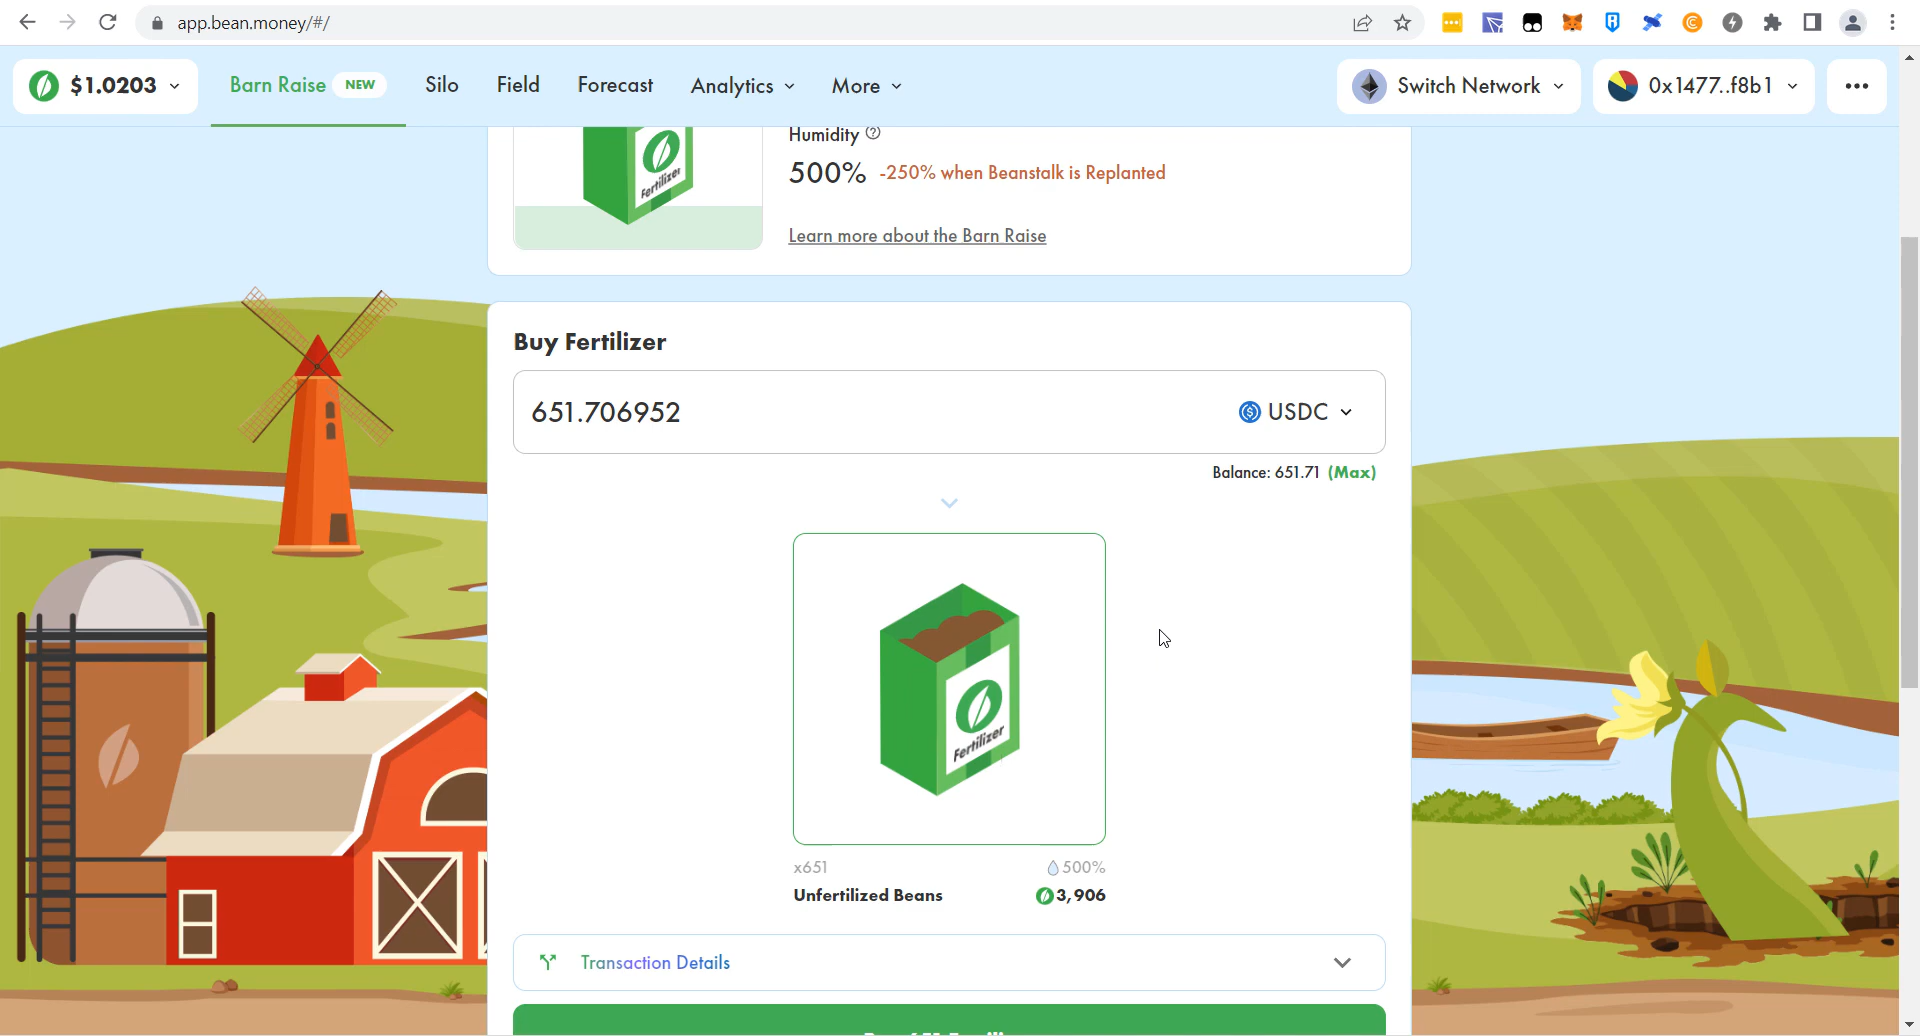 app.bean.money/#/
$1.0203
Barn Raise NEW
Silo
Field
Forecast
Analytics
More
Switch Network
0x1477..f8b1
Humidity
500% -250% when Beanstalk is Replanted
Learn more about the Barn Raise
Fertilizer
Buy Fertilizer
651.706952
USDC
Balance: 651.71 (Max)
Fertilizer
x651
500%
Unfertilized Beans
3,906
Transaction Details